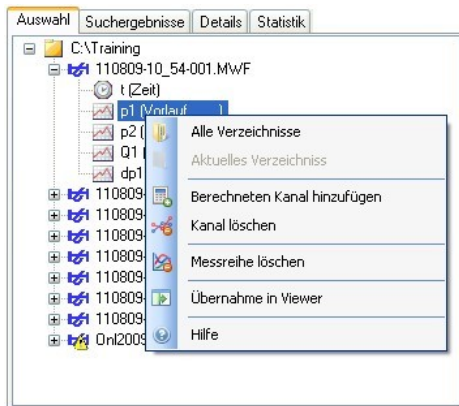 Auswahl Suchergebnisse Details Statistik
C:\Training
110809-10_54-001.MWF
t (Zeit)
p1 (Vorlauf )
p2 (
Q1
dp1
110809-
110809-
110809-
110809-
110809-
110809-
110809-
Onl2009
Alle Verzeichnisse
Aktuelles Verzeichniss
Berechneten Kanal hinzufügen
Kanal löschen
Messreihe löschen
Übernahme in Viewer
Hilfe